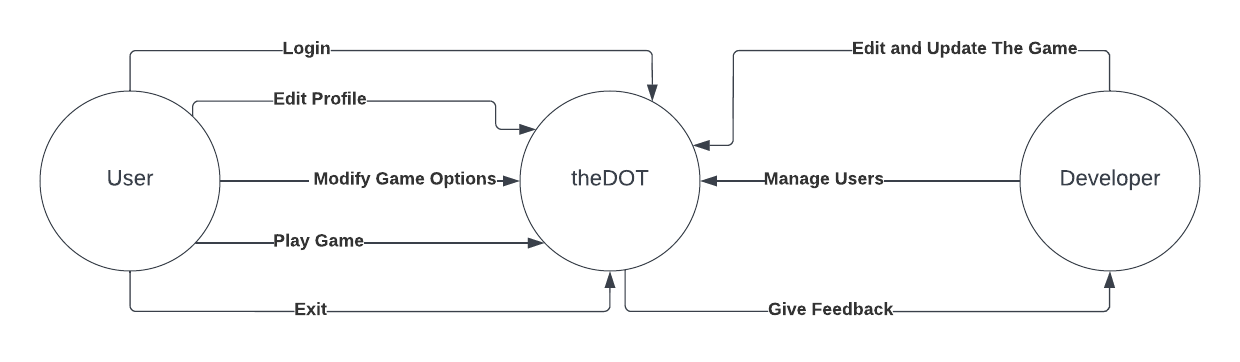 Login
Edit and Update The Game
Edit Profile
User
Modify Game Options
theDOT
Manage Users
Developer
Play Game
Exit
Give Feedback